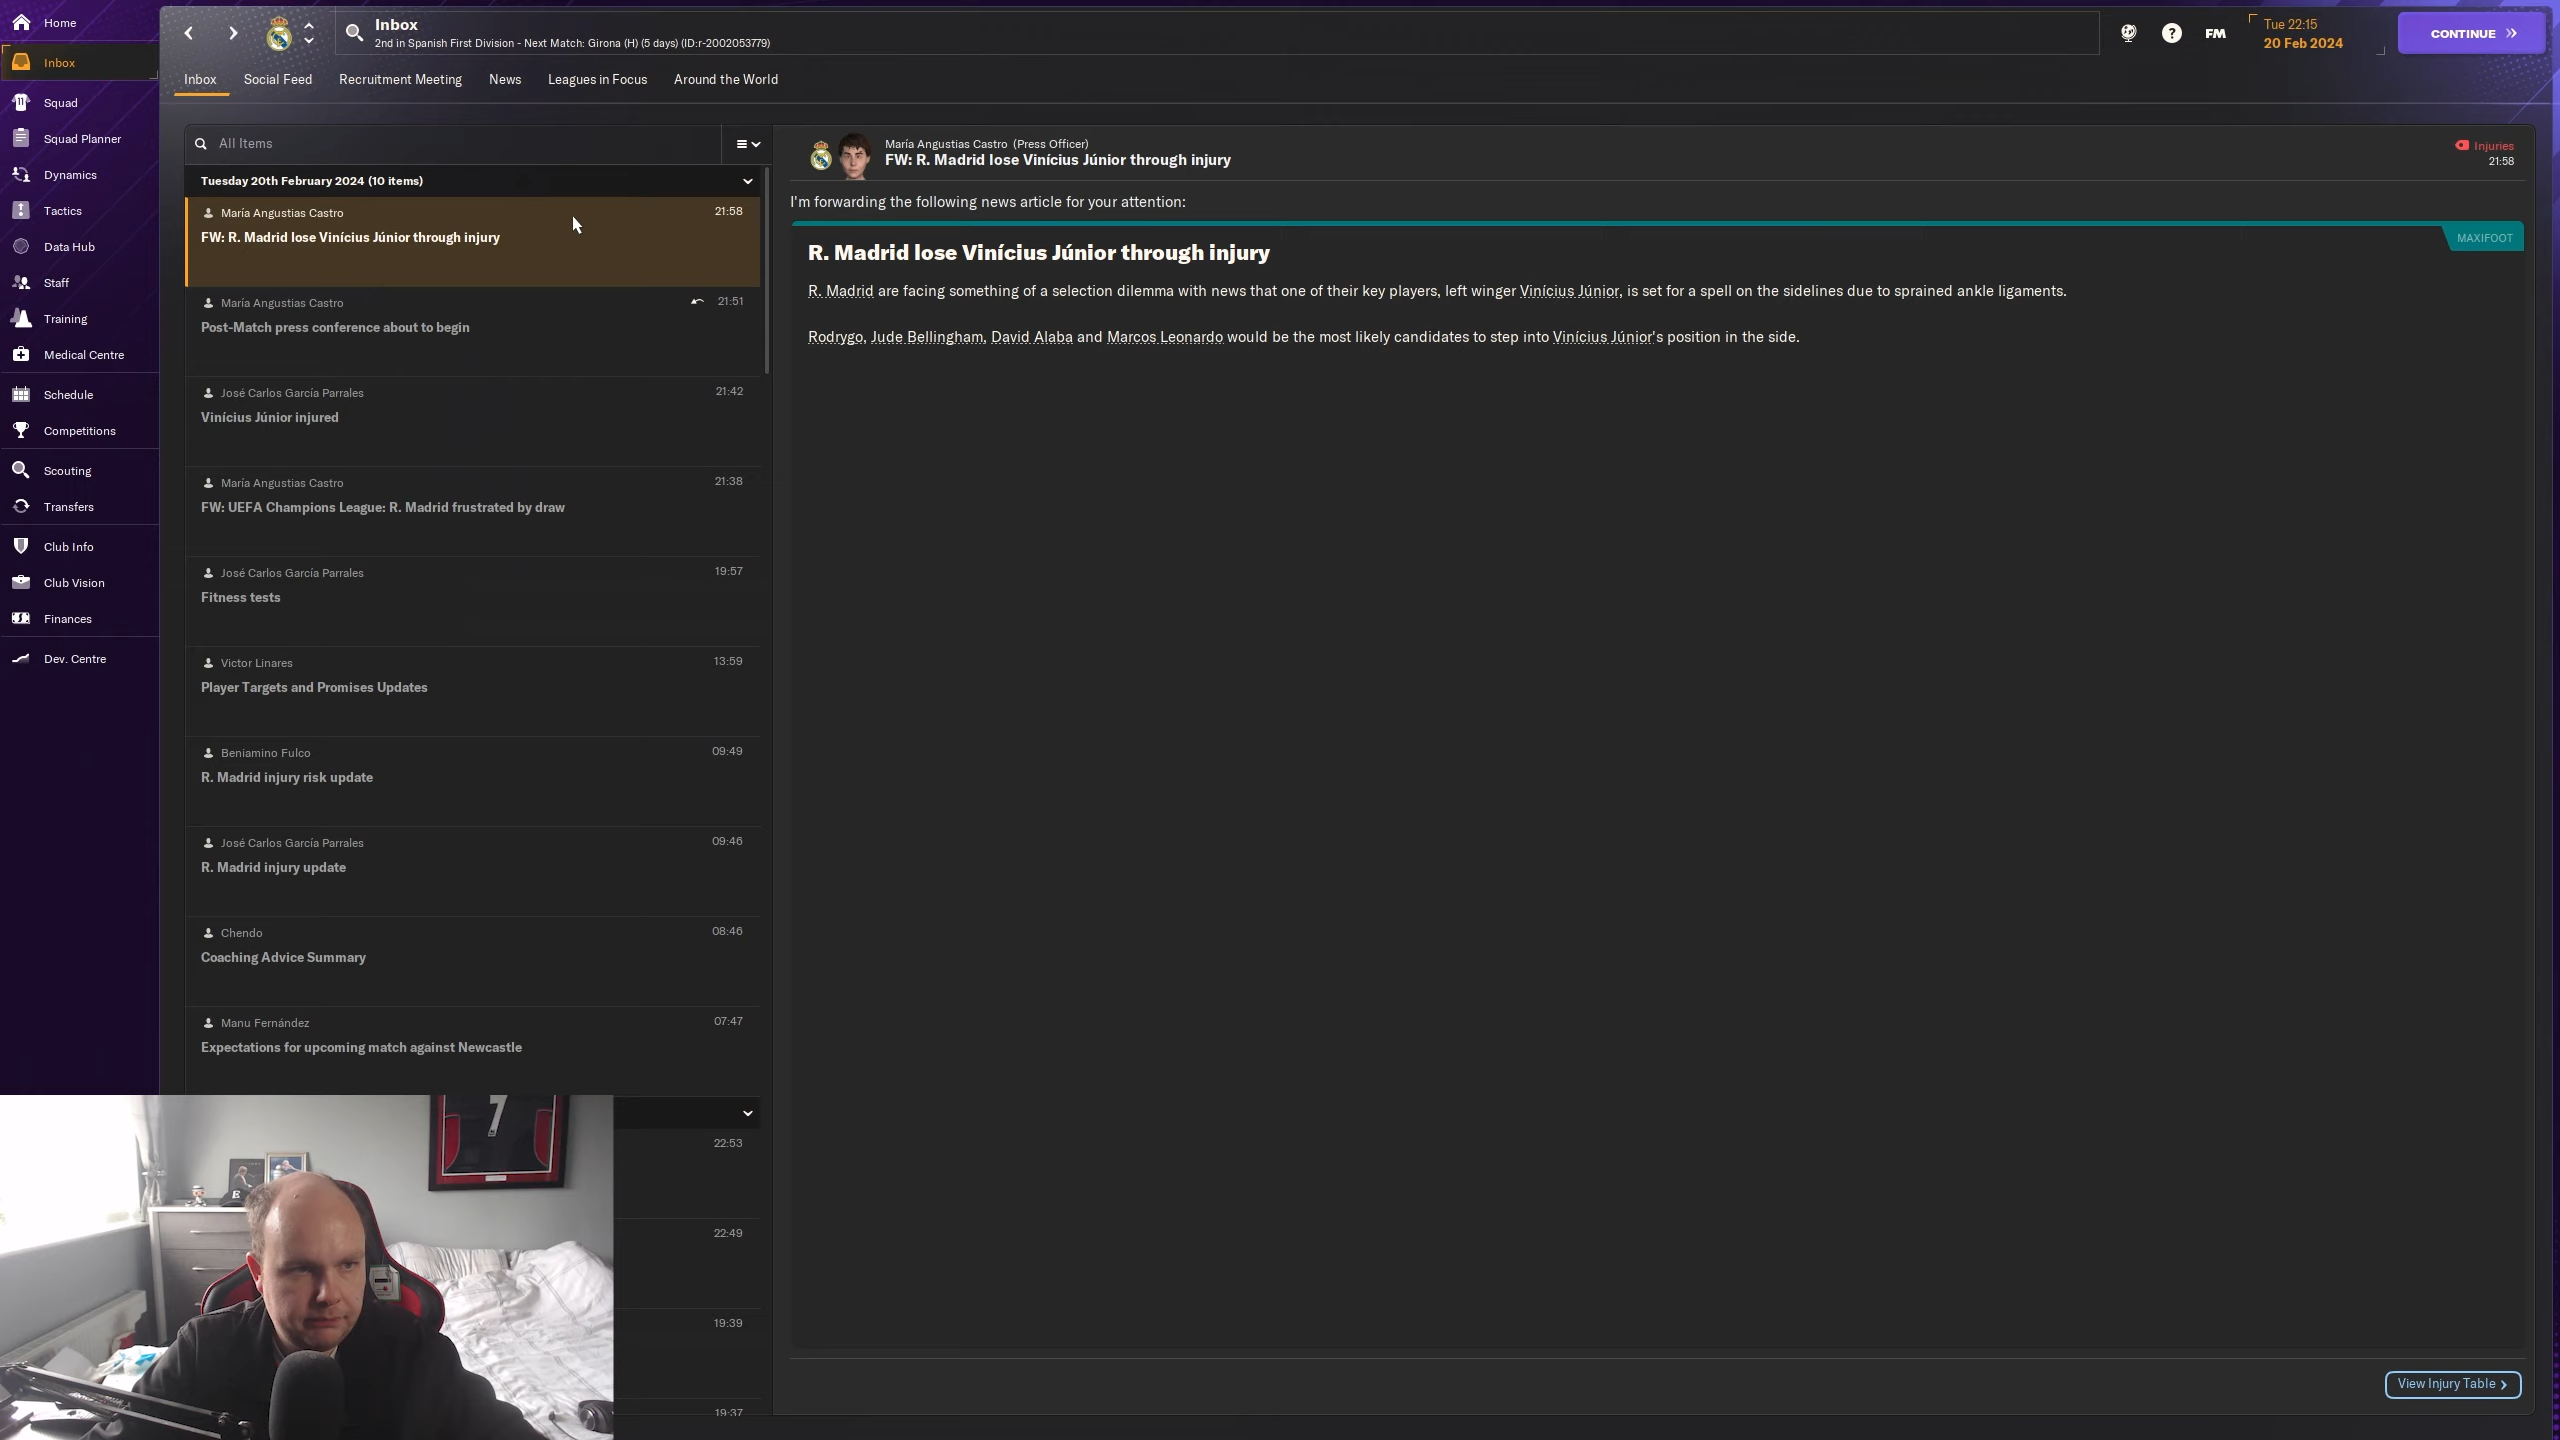 Home
Inbox
Squad
Squad Planner
Dynamics
Tactics
Data Hub
Staff
Training
Medical Centre
Schedule
Competitions
Scouting
Transfers
Club Info
Club Vision
Finances
Dev. Centre
Inbox
2nd in Spanish First Division - Next Match: Girona (H) (5 days) (ID:r-2002053779)
FM
Tue 22:15
20 Feb 2024
CONTINUE
Inbox Social Feed Recruitment Meeting News Leagues in Focus Around the World
All Items
Tuesday 20th February 2024 (10 items)
María Angustias Castro 21:58
FW: R. Madrid lose Vinícius Júnior through injury
María Angustias Castro 21:51
Post-Match press conference about to begin
José Carlos García Parrales 21:42
Vinícius Júnior injured
María Angustias Castro 21:38
FW: UEFA Champions League: R. Madrid frustrated by draw
José Carlos García Parrales 19:57
Fitness tests
Victor Linares 13:59
Player Targets and Promises Updates
Beniamino Fulco 09:49
R. Madrid injury risk update
José Carlos García Parrales 09:46
R. Madrid injury update
Chendo 08:46
Coaching Advice Summary
Manu Fernández 07:47
Expectations for upcoming match against Newcastle
22:53
22:49
19:39
19:37
7
E
María Angustias Castro (Press Officer)
FW: R. Madrid lose Vinícius Júnior through injury
Injuries
21:58
I'm forwarding the following news article for your attention:
MAXIFOOT
R. Madrid lose Vinícius Júnior through injury
R. Madrid are facing something of a selection dilemma with news that one of their key players, left winger Vinícius Júnior, is set for a spell on the sidelines due to sprained ankle ligaments.
Rodrygo, Jude Bellingham, David Alaba and Marcos Leonardo would be the most likely candidates to step into Vinícius Júnior's position in the side.
View Injury Table